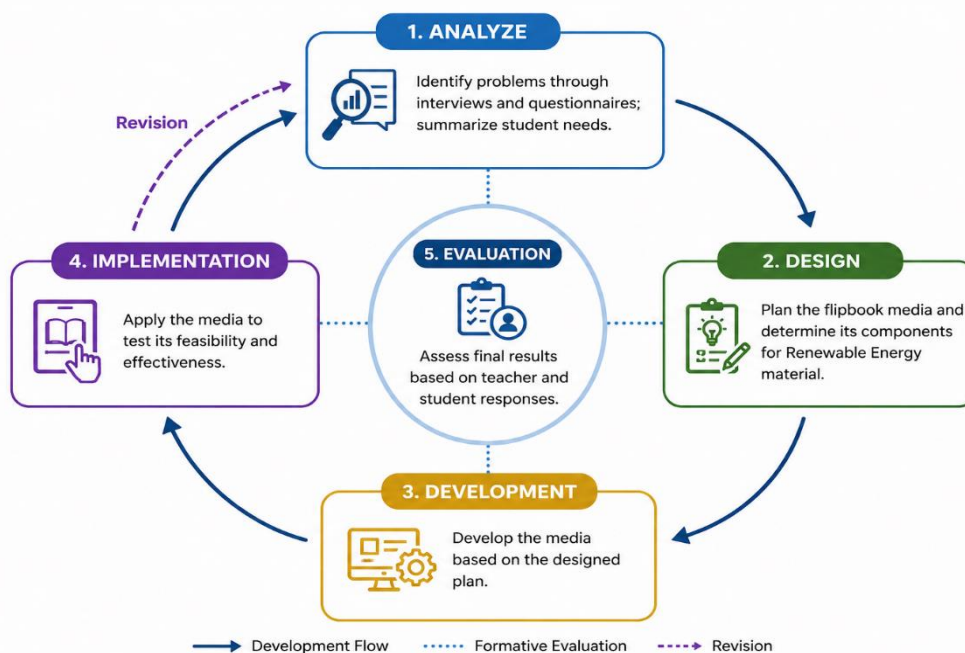 1. ANALYZE
Identify problems through
interviews and questionnaires;
summarize student needs.
Revision
4. IMPLEMENTATION
Apply the media to
test its feasibility and
effectiveness.
5. EVALUATION
Assess final results
based on teacher and
student responses.
2. DESIGN
Plan the flipbook media and
determine its components
for Renewable Energy
material.
3. DEVELOPMENT
Develop the media
based on the designed
plan.
Development Flow
Formative Evaluation
Revision